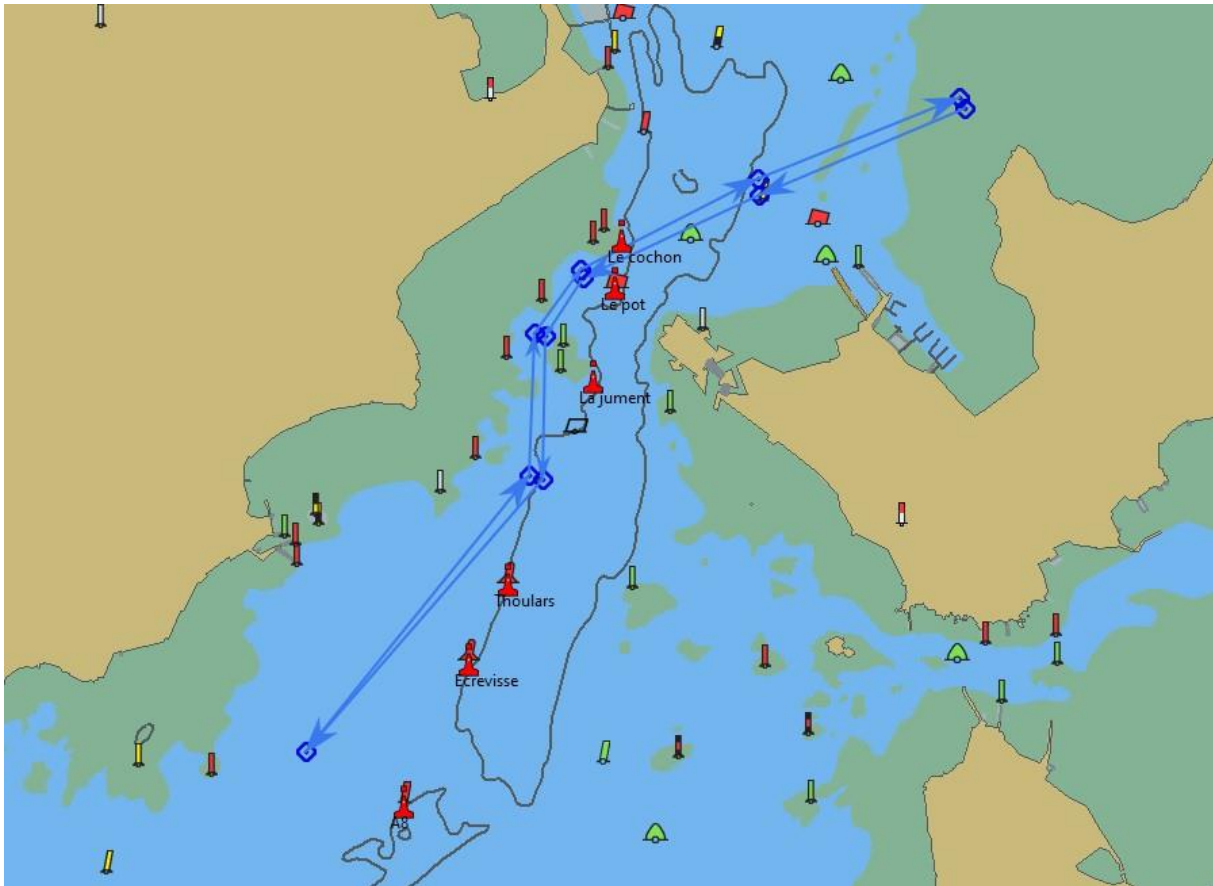 Le cochon
Le pot
La jument
Thoulars
Ecrevisse
A8